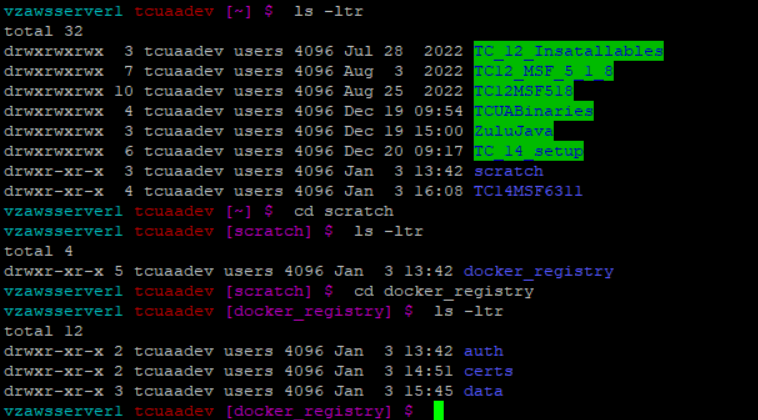 vzawsserver1 tcuaadev [~] $ ls -ltr
total 32
drwxrwxrwx 3 tcuaadev users 4096 Jul 28 2022 TC_12_Insatallables
drwxrwxrwx 7 tcuaadev users 4096 Aug 3 2022 TC12_MSF_5_1_8
drwxrwxrwx 10 tcuaadev users 4096 Aug 25 2022 TC12MSF518
drwxrwxrwx 4 tcuaadev users 4096 Dec 19 09:54 TCUABinaries
drwxrwxrwx 3 tcuaadev users 4096 Dec 19 15:00 ZuluJava
drwxrwxrwx 6 tcuaadev users 4096 Dec 20 09:17 TC_14_setup
drwxr-xr-x 3 tcuaadev users 4096 Jan 3 13:42 scratch
drwxr-xr-x 4 tcuaadev users 4096 Jan 3 16:08 TC14MSF6311
vzawsserver1 tcuaadev [~] $ cd scratch
vzawsserver1 tcuaadev [scratch] $ ls -ltr
total 4
drwxr-xr-x 5 tcuaadev users 4096 Jan 3 13:42 docker_registry
vzawsserver1 tcuaadev [scratch] $ cd docker_registry
vzawsserver1 tcuaadev [docker_registry] $ ls -ltr
total 12
drwxr-xr-x 2 tcuaadev users 4096 Jan 3 13:42 auth
drwxr-xr-x 2 tcuaadev users 4096 Jan 3 14:51 certs
drwxr-xr-x 3 tcuaadev users 4096 Jan 3 15:45 data
vzawsserver1 tcuaadev [docker_registry] $